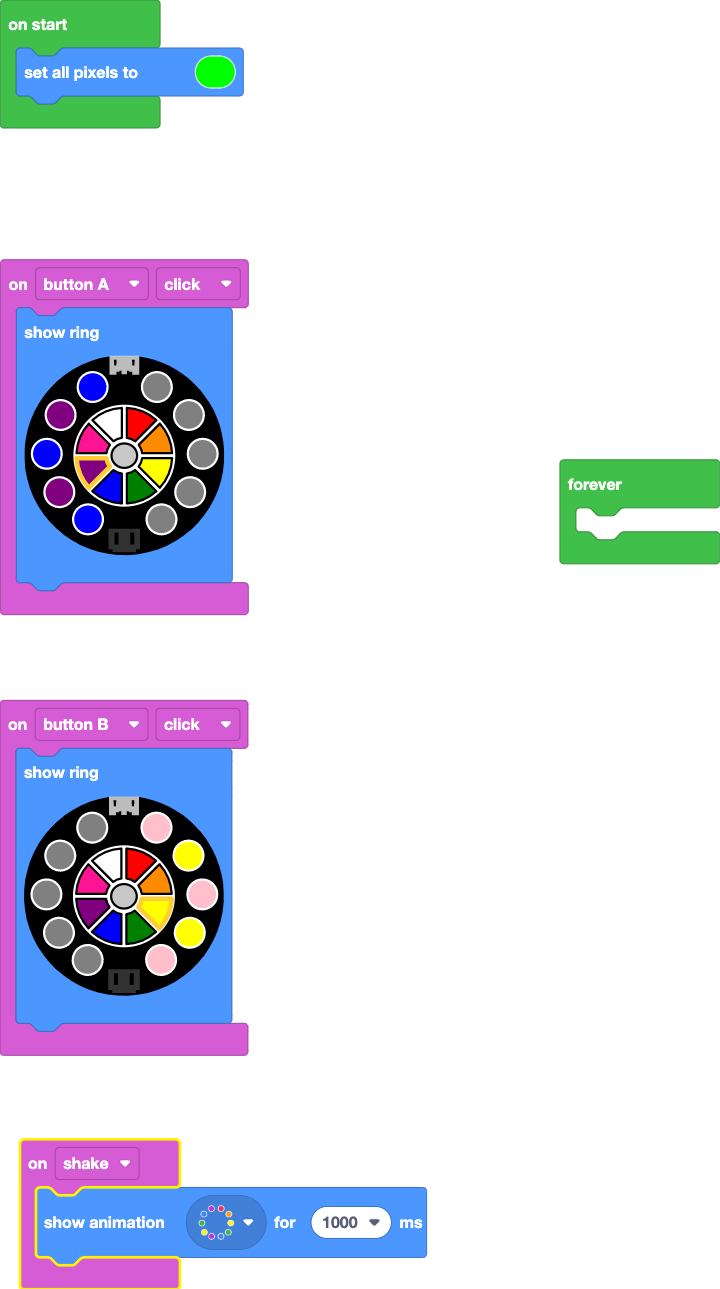 on start
set all pixels to
on button A click
show ring
forever
on button B click
show ring
on shake
show animation for 1000 ms